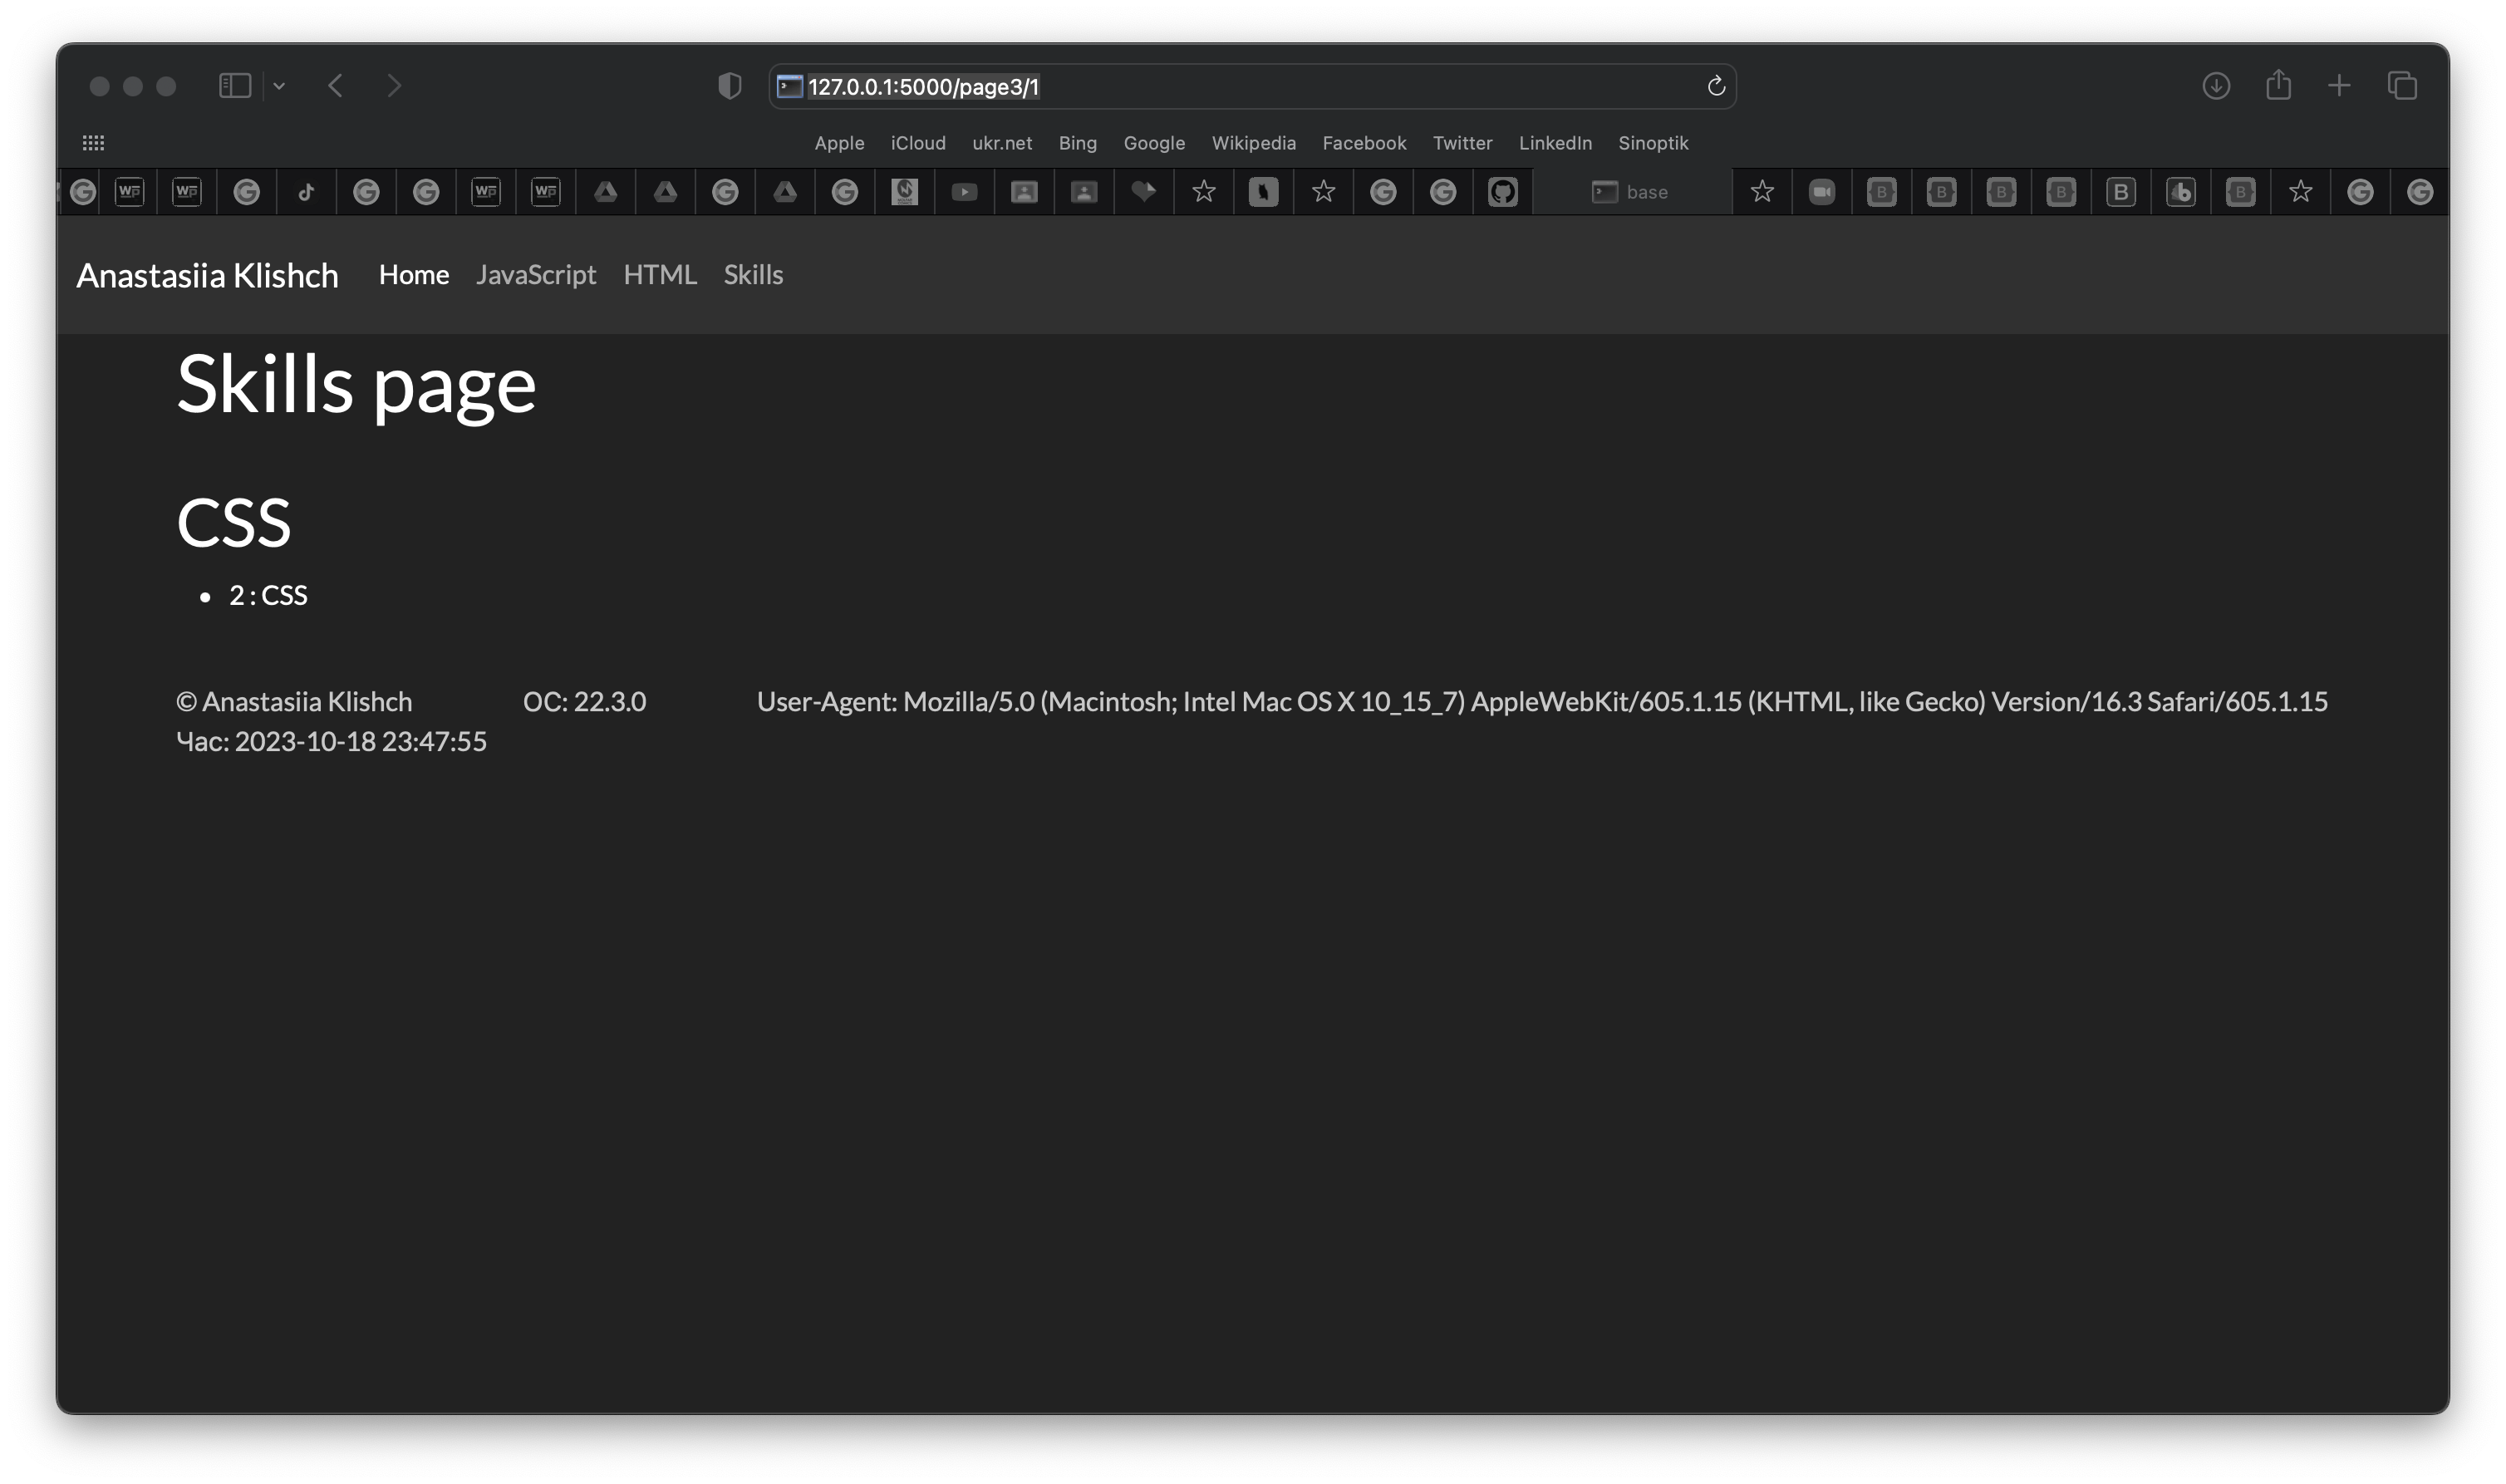 127.0.0.1:5000/page3/1
Apple iCloud ukr.net Bing Google Wikipedia Facebook Twitter LinkedIn Sinoptik
base
Anastasiia Klishch Home JavaScript HTML Skills
Skills page
CSS
• 2 : CSS
© Anastasiia Klishch ОС: 22.3.0 User-Agent: Mozilla/5.0 (Macintosh; Intel Mac OS X 10_15_7) AppleWebKit/605.1.15 (KHTML, like Gecko) Version/16.3 Safari/605.1.15
Час: 2023-10-18 23:47:55